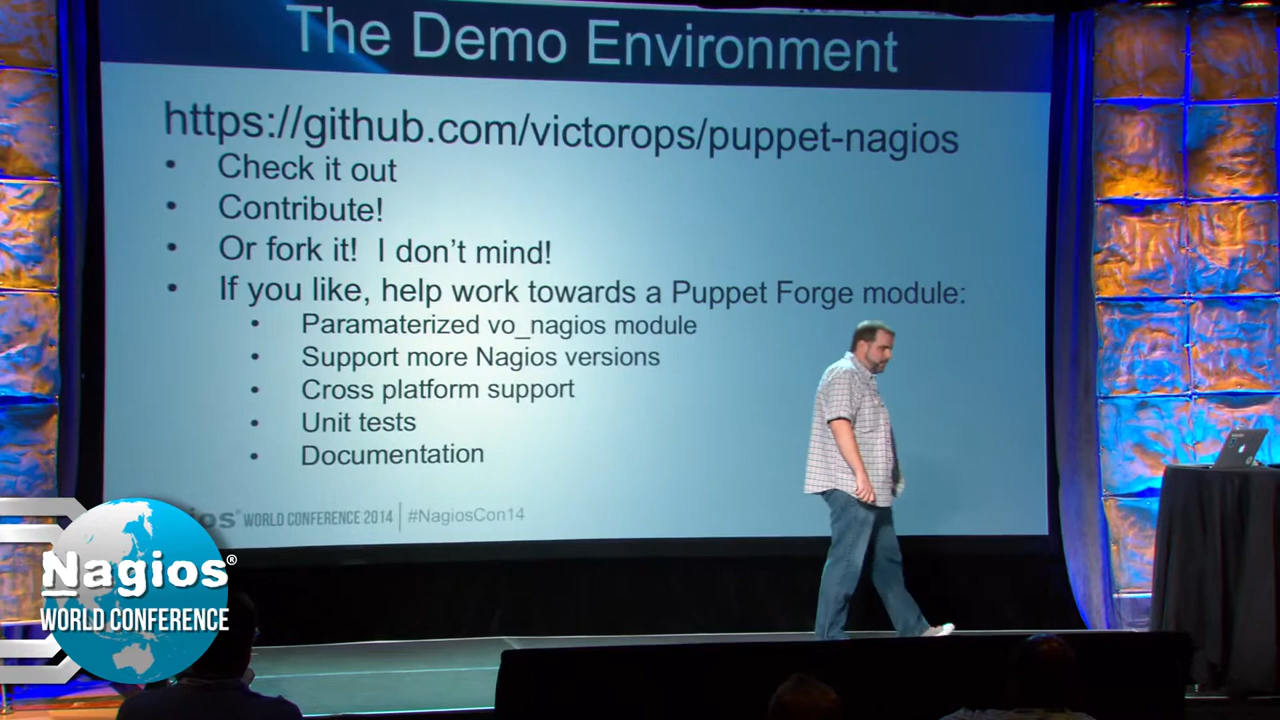 The Demo Environment
https://github.com/victorops/puppet-nagios
• Check it out
• Contribute!
• Or fork it! I don't mind!
• If you like, help work towards a Puppet Forge module:
• Paramaterized vo_nagios module
• Support more Nagios versions
• Cross platform support
• Unit tests
• Documentation
WORLD CONFERENCE 2014 | #NagiosCon14
Nagios®
WORLD CONFERENCE